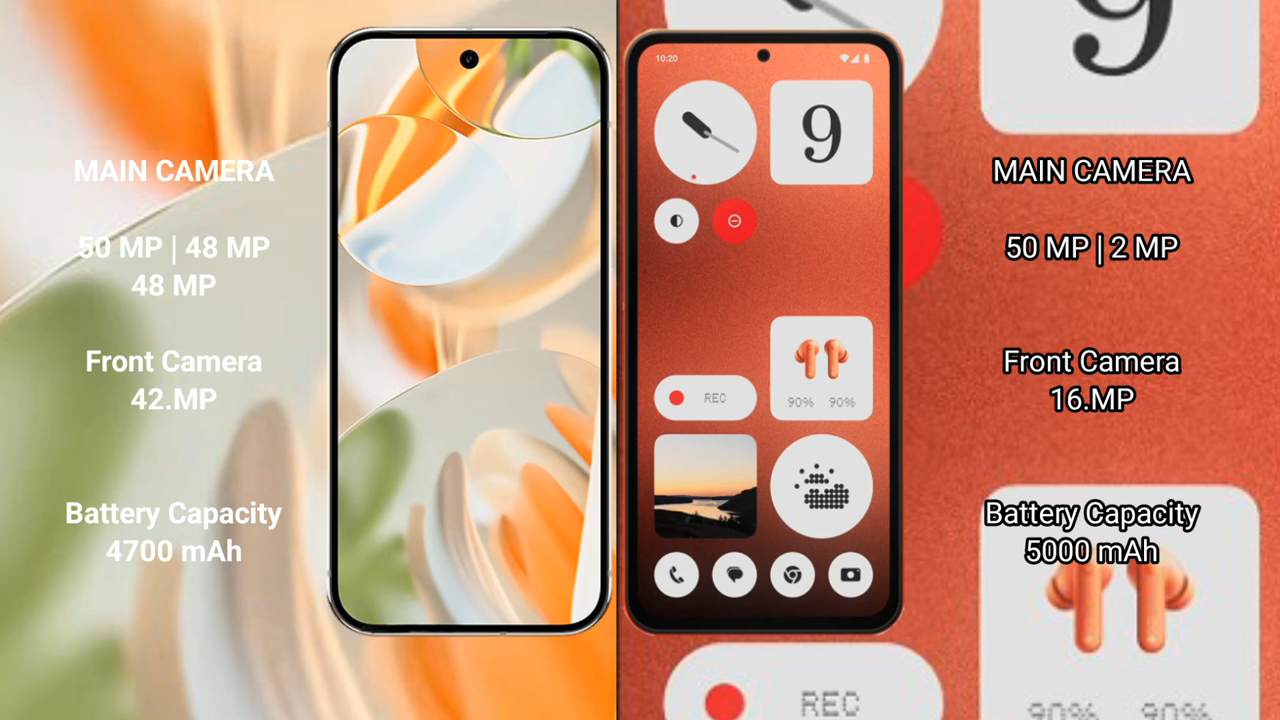 MAIN CAMERA
50 MP | 48 MP
48 MP
Front Camera
42.MP
Battery Capacity
4700 mAh
10:20
9
REC
90% 90%
9
MAIN CAMERA
50 MP | 2 MP
Front Camera
16.MP
Battery Capacity
5000 mAh
REC
90% 90%